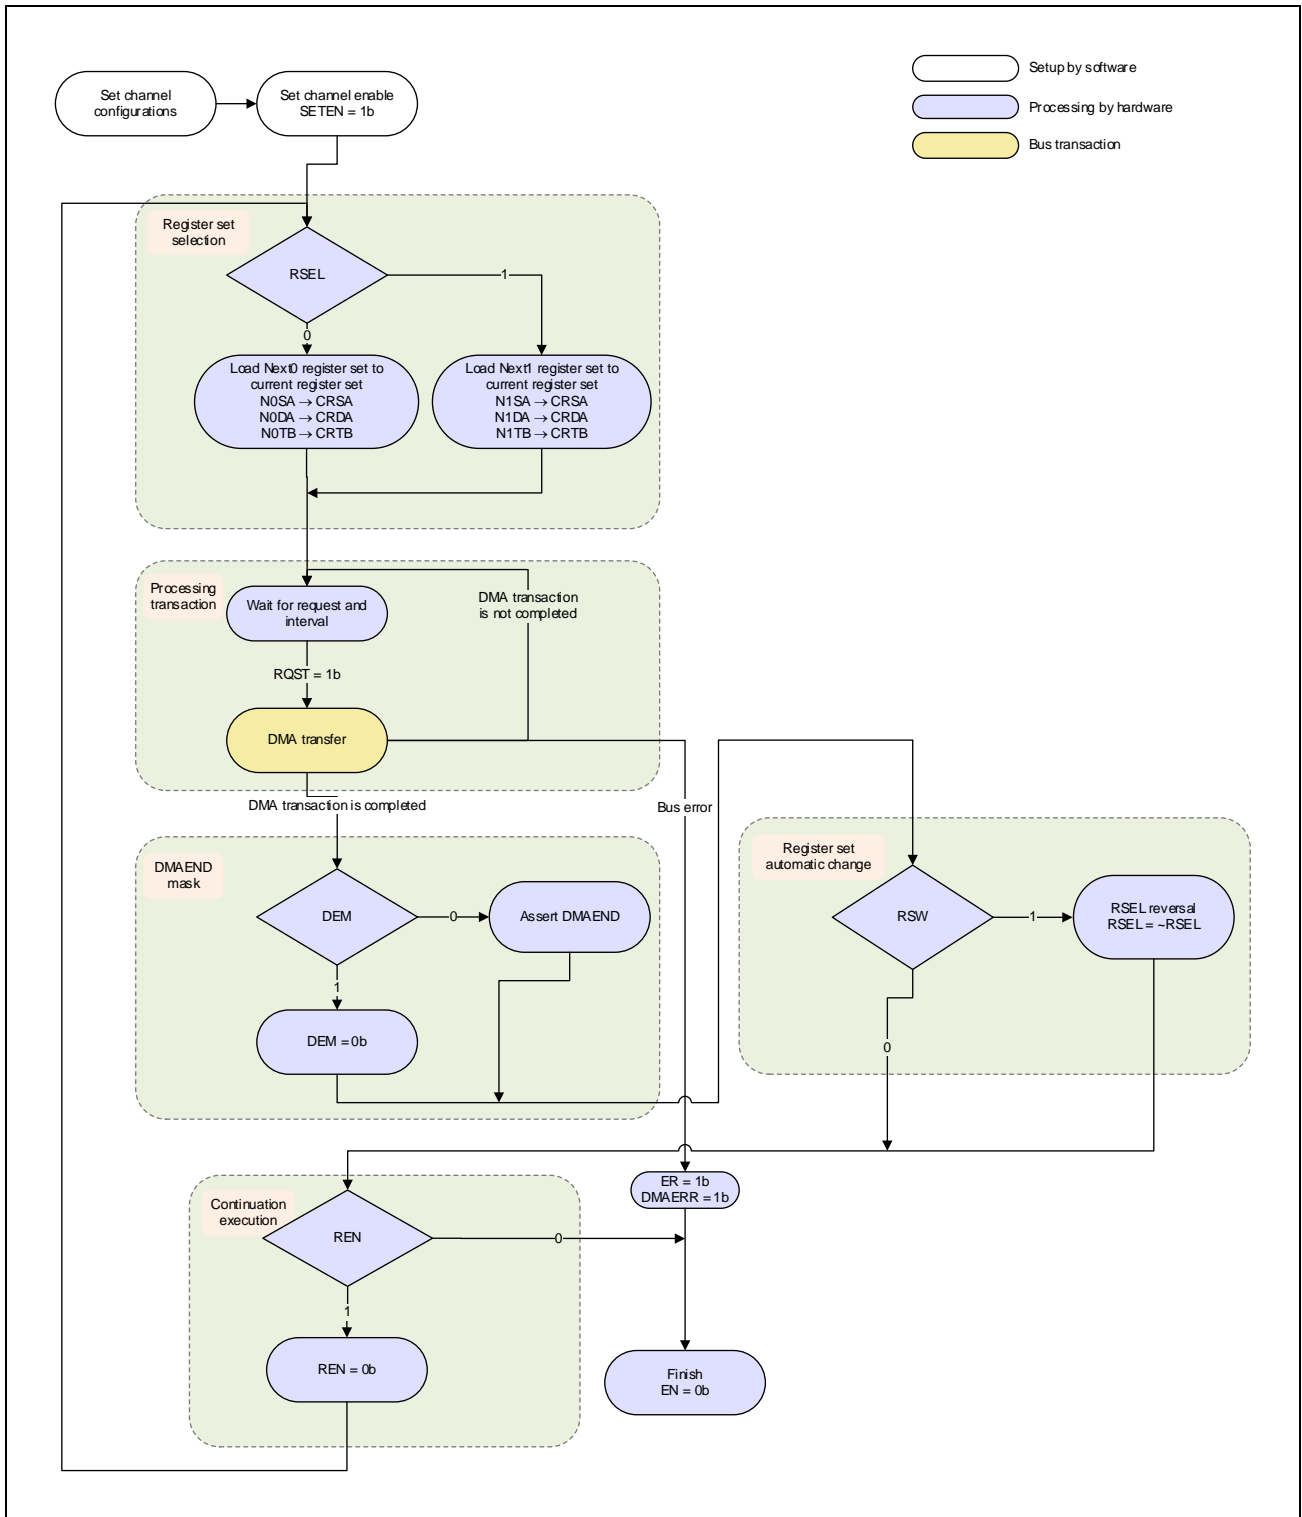 Setup by software
Processing by hardware
Bus transaction
Set channel
configurations
Set channel enable
SETEN = 1b
Register set
selection
RSEL
1
0
Load Next0 register set to
current register set
N0SA → CRSA
N0DA → CRDA
N0TB → CRTB
Load Next1 register set to
current register set
N1SA → CRSA
N1DA → CRDA
N1TB → CRTB
Processing
transaction
Wait for request and
interval
DMA transaction
is not completed
RQST = 1b
DMA transfer
DMA transaction is completed
Bus error
DMAEND
mask
DEM
0
Assert DMAEND
1
DEM = 0b
Register set
automatic change
RSW
1
RSEL reversal
RSEL = ~RSEL
0
ER = 1b
DMAERR = 1b
Continuation
execution
REN
0
1
REN = 0b
Finish
EN = 0b